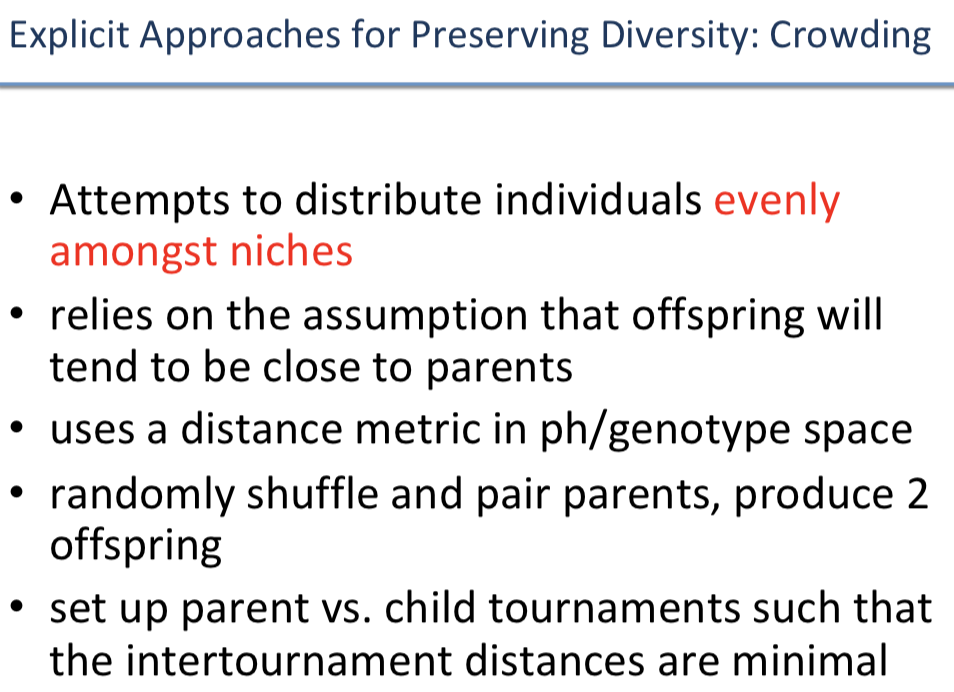 Explicit Approaches for Preserving Diversity: Crowding
• Attempts to distribute individuals evenly
amongst niches
• relies on the assumption that offspring will
tend to be close to parents
• uses a distance metric in ph/genotype space
• randomly shuffle and pair parents, produce 2
offspring
• set up parent vs. child tournaments such that
the intertournament distances are minimal